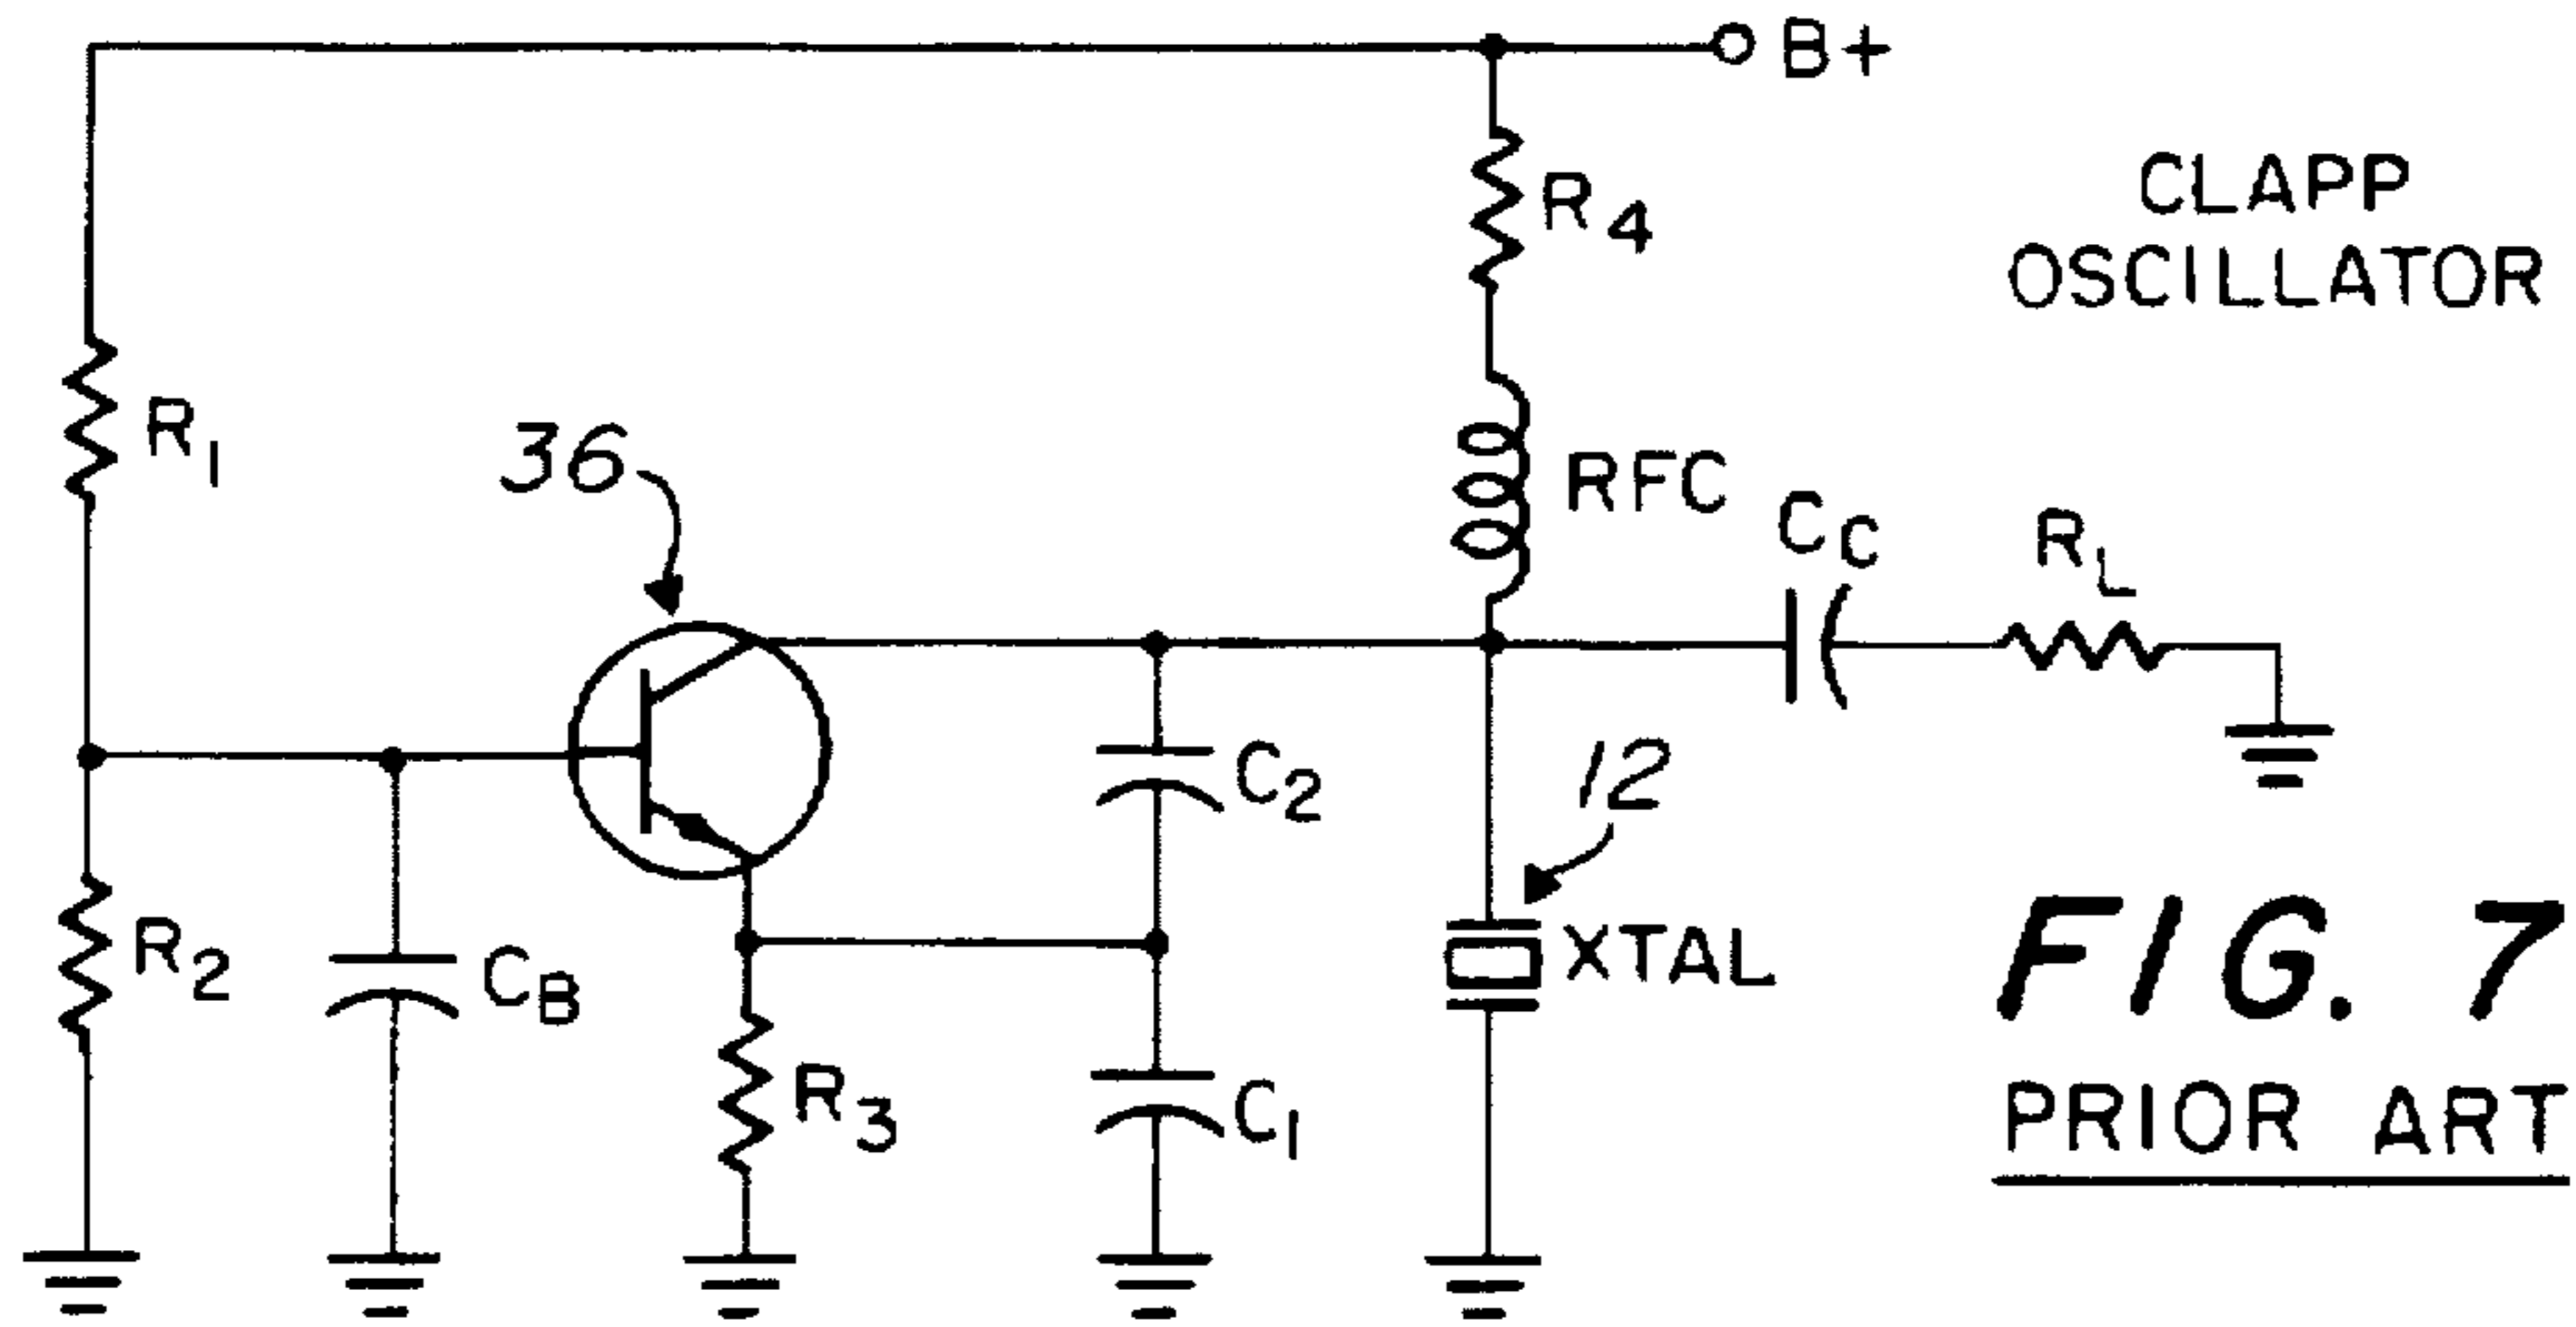 B+
CLAPP
OSCILLATOR
R4
R1
36
RFC
CC
RL
12
C2
R2
CB
XTAL
R3
C1
FIG. 7
PRIOR ART